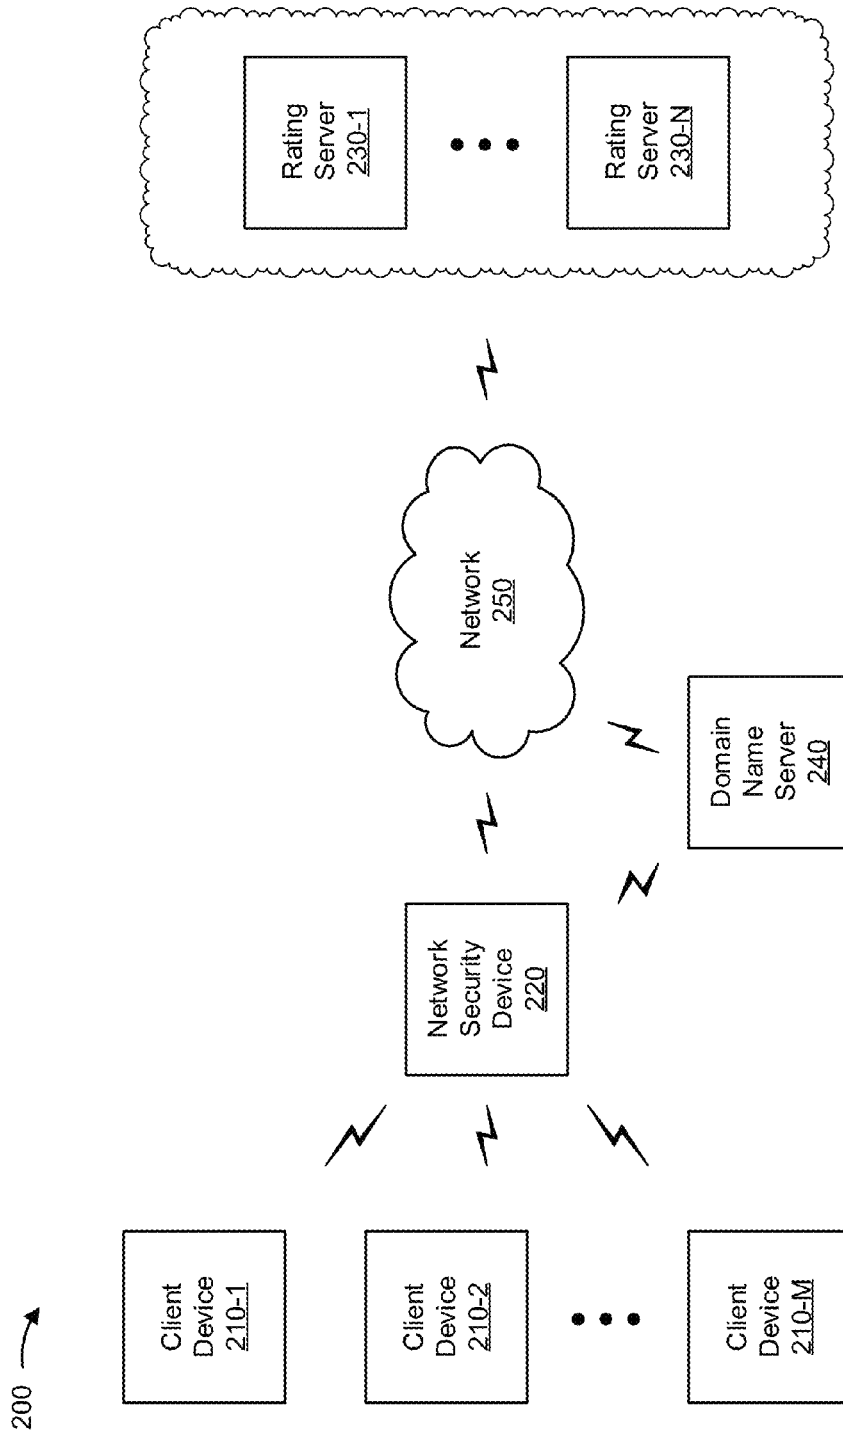 200
Client
Device
210-1
Client
Device
210-2
Client
Device
210-M
Network
Security
Device
220
Domain
Name
Server
240
Network
250
Rating
Server
230-1
Rating
Server
230-N